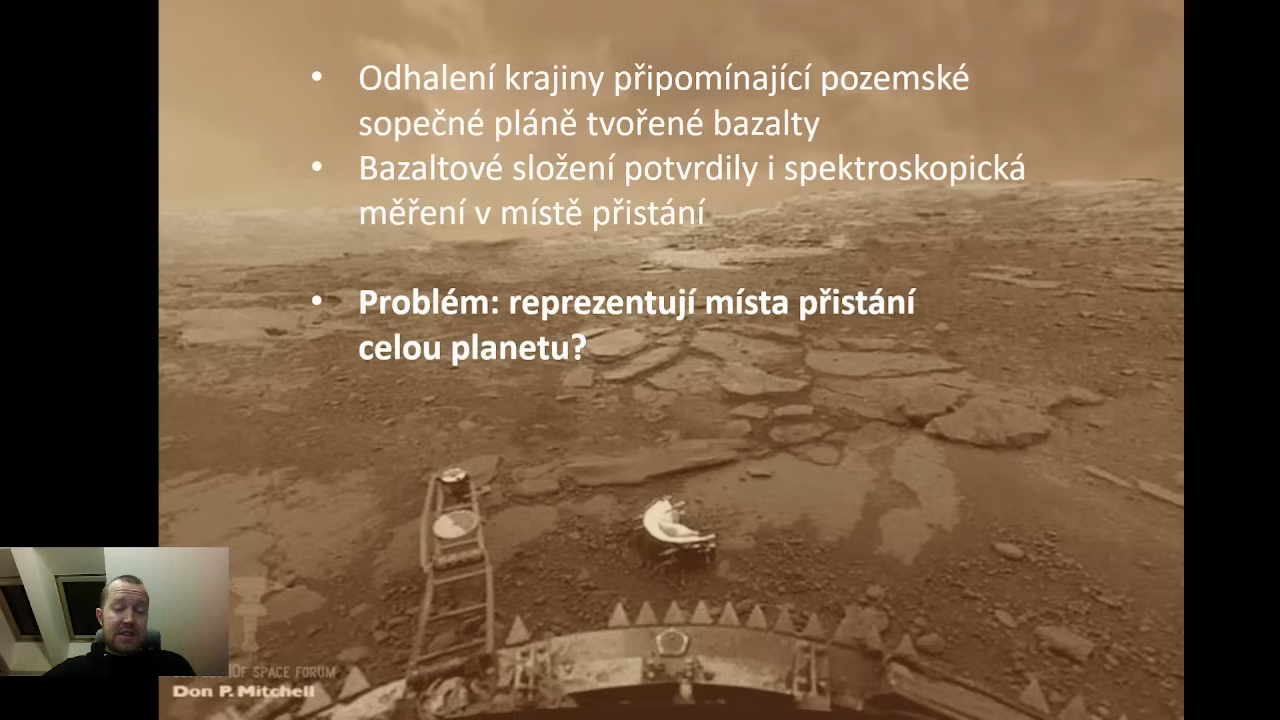 • Odhalení krajiny připomínající pozemské
sopečné pláně tvořené bazalty
• Bazaltové složení potvrdily i spektroskopická
měření v místě přistání
• Problém: reprezentují místa přistání
celou planetu?
OF SPACE FORUM
Don P. Mitchell